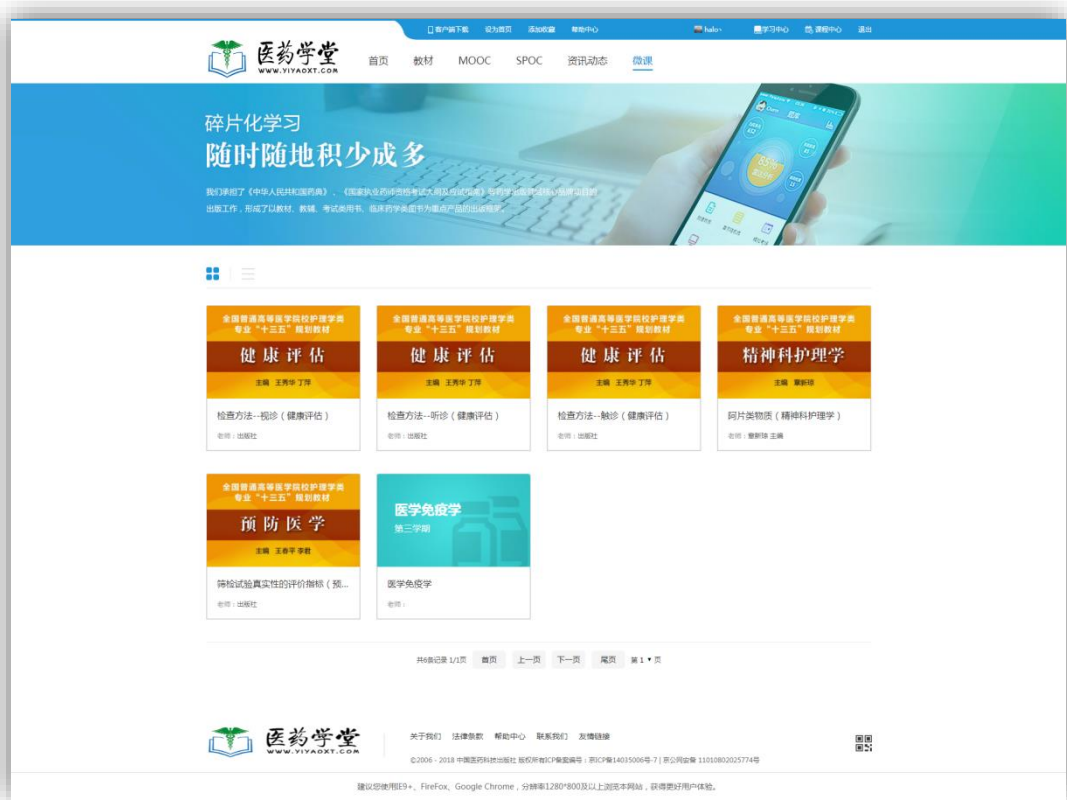 客户端下载 设为首页 添加收藏 帮助中心 halo 学习中心 课程中心 退出
医药学堂
WWW.YIYAOXT.COM
首页 教材 MOOC SPOC 资讯动态 微课
碎片化学习
随时随地积少成多
我们承担了《中华人民共和国药典》、《国家执业药师资格考试大纲及应试指南》等药学出版领域核心品牌项目的
出版工作，形成了以教材、教辅、考试类用书、临床药学类图书为重点产品的出版格局。
85%
全国普通高等医学院校护理学类
专业“十三五”规划教材
健康评估
主编 王秀华 丁萍
检查方法--视诊（健康评估）
老师：出版社
全国普通高等医学院校护理学类
专业“十三五”规划教材
健康评估
主编 王秀华 丁萍
检查方法--听诊（健康评估）
老师：出版社
全国普通高等医学院校护理学类
专业“十三五”规划教材
健康评估
主编 王秀华 丁萍
检查方法--触诊（健康评估）
老师：出版社
全国普通高等医学院校护理学类
专业“十三五”规划教材
精神科护理学
主编 章新琼
阿片类物质（精神科护理学）
老师：章新琼 主编
全国普通高等医学院校护理学类
专业“十三五”规划教材
预防医学
主编 王春平 李君
筛检试验真实性的评价指标（预...
老师：出版社
医学免疫学
第三学期
医学免疫学
老师：
共6条记录 1/1页 首页 上一页 下一页 尾页 第 1 页
医药学堂
WWW.YIYAOXT.COM
关于我们 法律条款 帮助中心 联系我们 友情链接
©2006 - 2018 中国医药科技出版社 版权所有ICP备案编号：京ICP备14035006号-7 | 京公网安备 11010802025774号
建议您使用IE9+、FireFox、Google Chrome，分辨率1280*800及以上浏览本网站，获得更好用户体验。